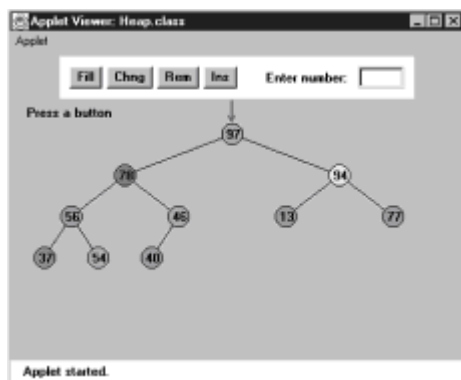 Applet Viewer: Heap.class
Applet
Fill Chng Rem Ins Enter number:
Press a button
97
78 94
56 46 13 77
37 54 40
Applet started.